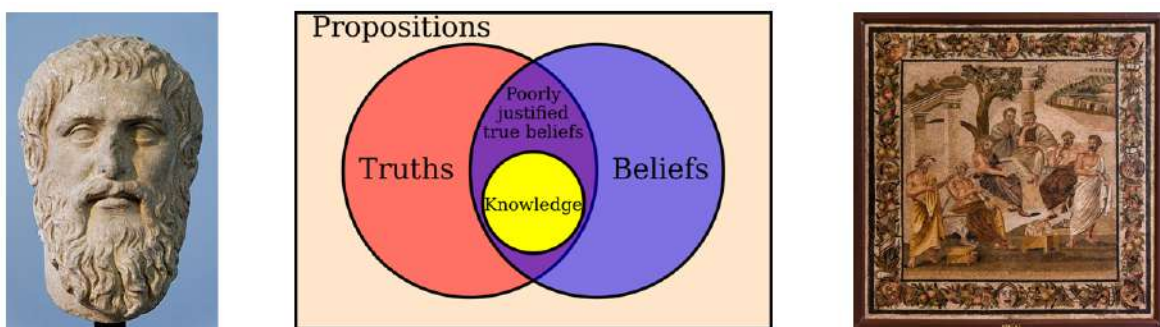 Propositions
Poorly
justified
true beliefs
Truths
Beliefs
Knowledge